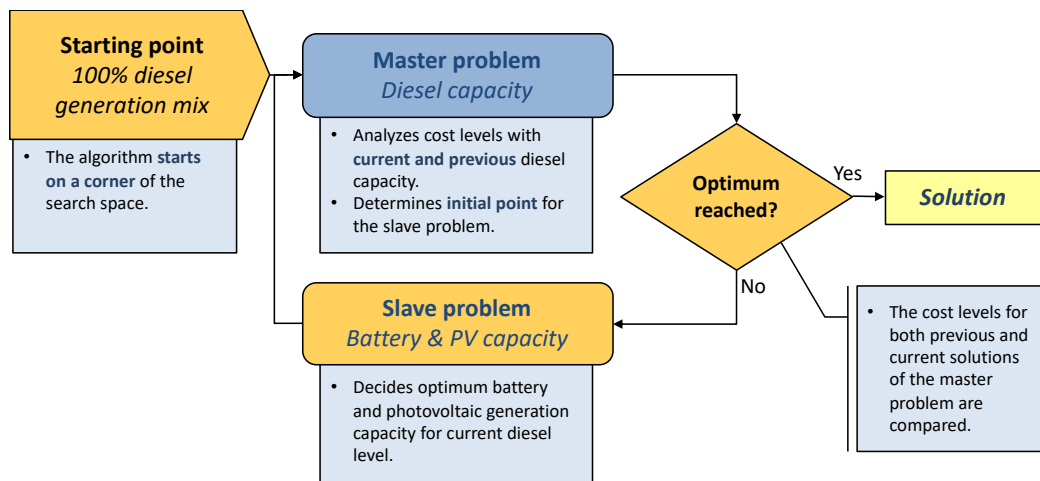 Starting point
100% diesel
generation mix
• The algorithm starts
on a corner of the
search space.
Master problem
Diesel capacity
• Analyzes cost levels with
current and previous diesel
capacity.
• Determines initial point for
the slave problem.
Optimum
reached?
Yes
Solution
No
Slave problem
Battery & PV capacity
• Decides optimum battery
and photovoltaic generation
capacity for current diesel
level.
• The cost levels for
both previous and
current solutions
of the master
problem are
compared.